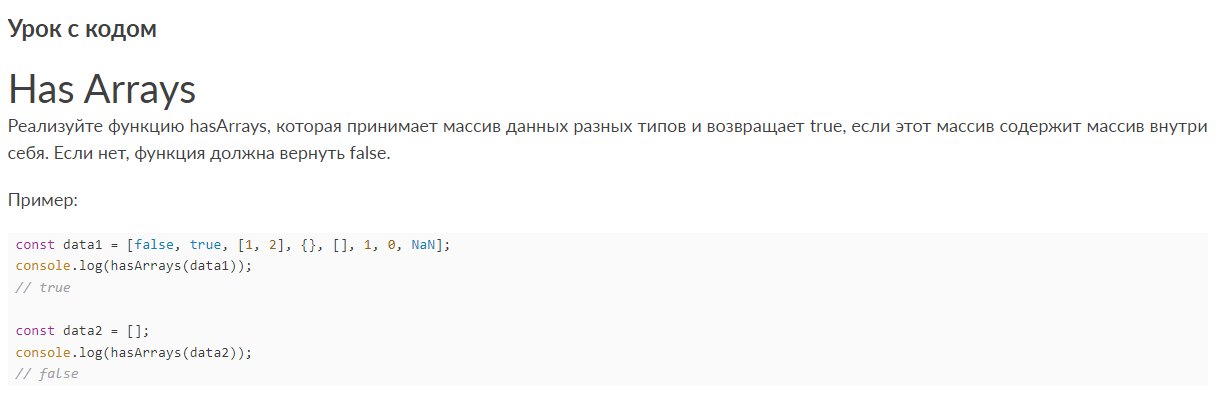 Урок с кодом
Has Arrays
Реализуйте функцию hasArrays, которая принимает массив данных разных типов и возвращает true, если этот массив содержит массив внутри
себя. Если нет, функция должна вернуть false.
Пример:
const data1 = [false, true, [1, 2], {}, [], 1, 0, NaN];
console.log(hasArrays(data1));
// true
const data2 = [];
console.log(hasArrays(data2));
// false